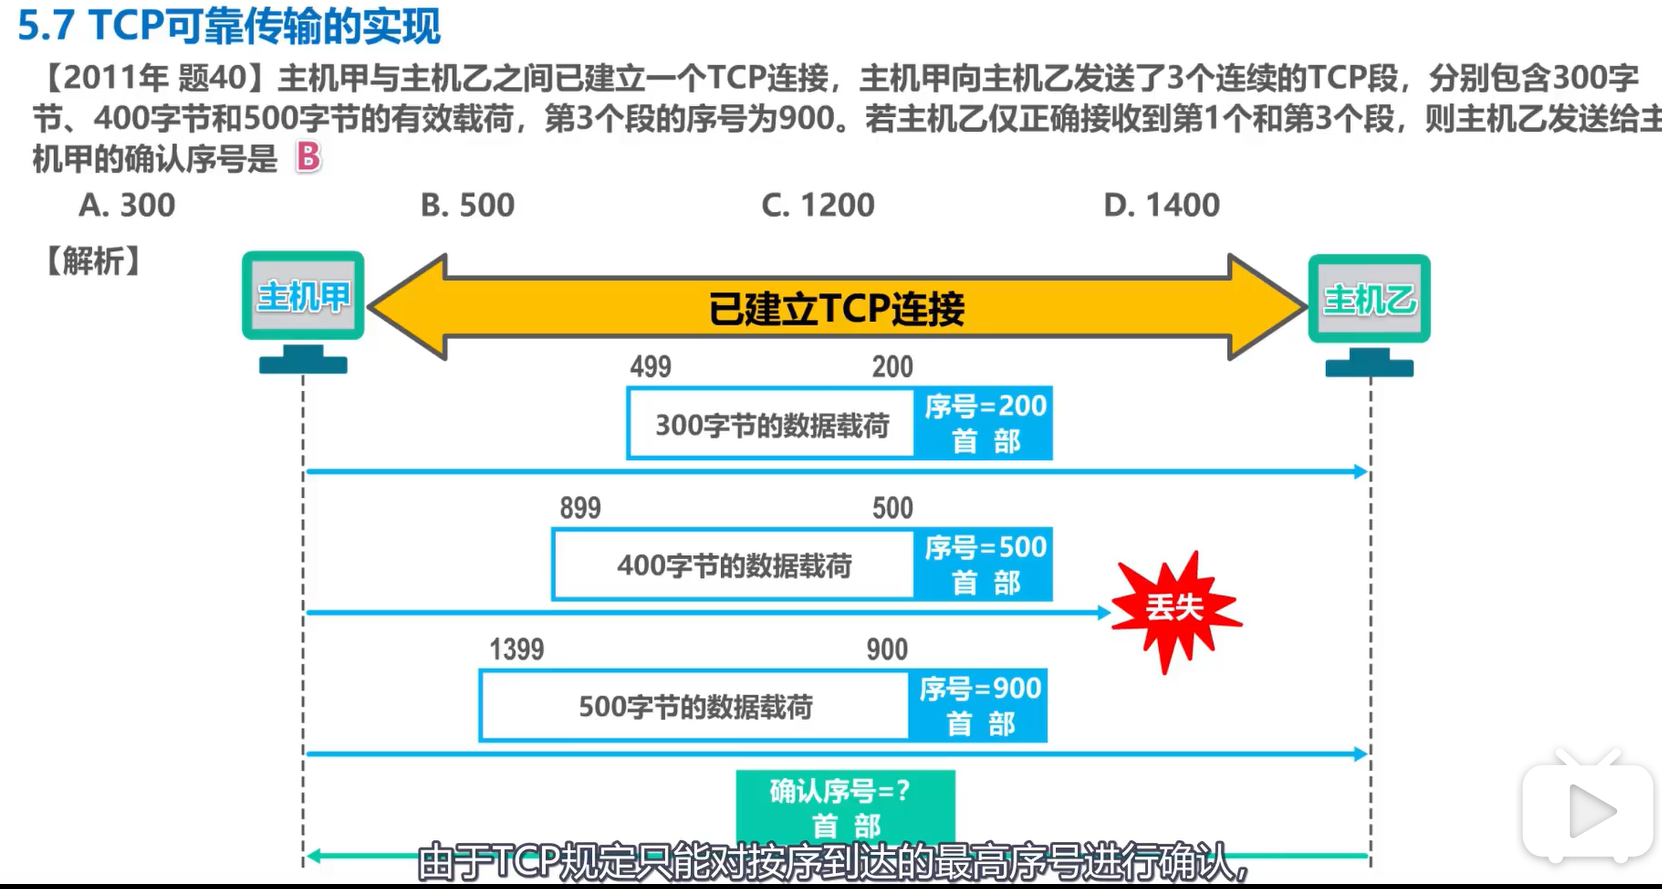 5.7 TCP可靠传输的实现
【2011年 题40】主机甲与主机乙之间已建立一个TCP连接，主机甲向主机乙发送了3个连续的TCP段，分别包含300字
节、400字节和500字节的有效载荷，第3个段的序号为900。若主机乙仅正确接收到第1个和第3个段，则主机乙发送给主
机甲的确认序号是 B
A. 300 B. 500 C. 1200 D. 1400
【解析】
主机甲 已建立TCP连接 主机乙
499 200
300字节的数据载荷 序号=200
首 部
899 500
400字节的数据载荷 序号=500
首 部
丢失
1399 900
500字节的数据载荷 序号=900
首 部
确认序号=?
首 部
由于TCP规定只能对按序到达的最高序号进行确认，